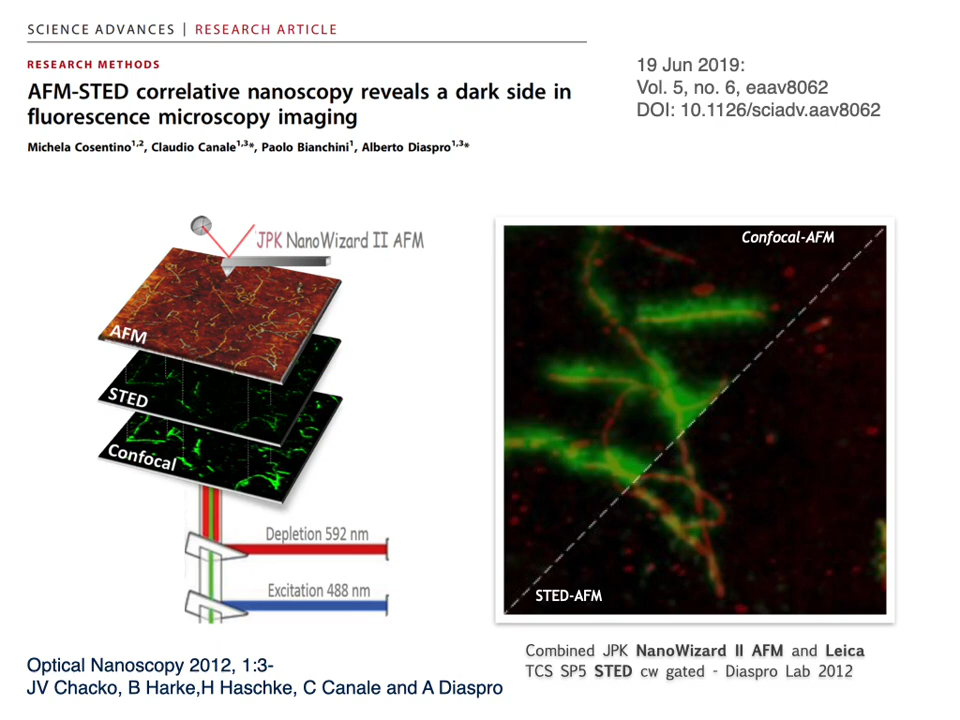 SCIENCE ADVANCES | RESEARCH ARTICLE
RESEARCH METHODS
AFM-STED correlative nanoscopy reveals a dark side in
fluorescence microscopy imaging
Michela Cosentino1,2, Claudio Canale1,3*, Paolo Bianchini1, Alberto Diaspro1,3*
19 Jun 2019:
Vol. 5, no. 6, eaav8062
DOI: 10.1126/sciadv.aav8062
JPK NanoWizard II AFM
AFM
STED
Confocal
Depletion 592 nm
Excitation 488 nm
Confocal-AFM
STED-AFM
Optical Nanoscopy 2012, 1:3-
JV Chacko, B Harke,H Haschke, C Canale and A Diaspro
Combined JPK NanoWizard II AFM and Leica
TCS SP5 STED cw gated - Diaspro Lab 2012